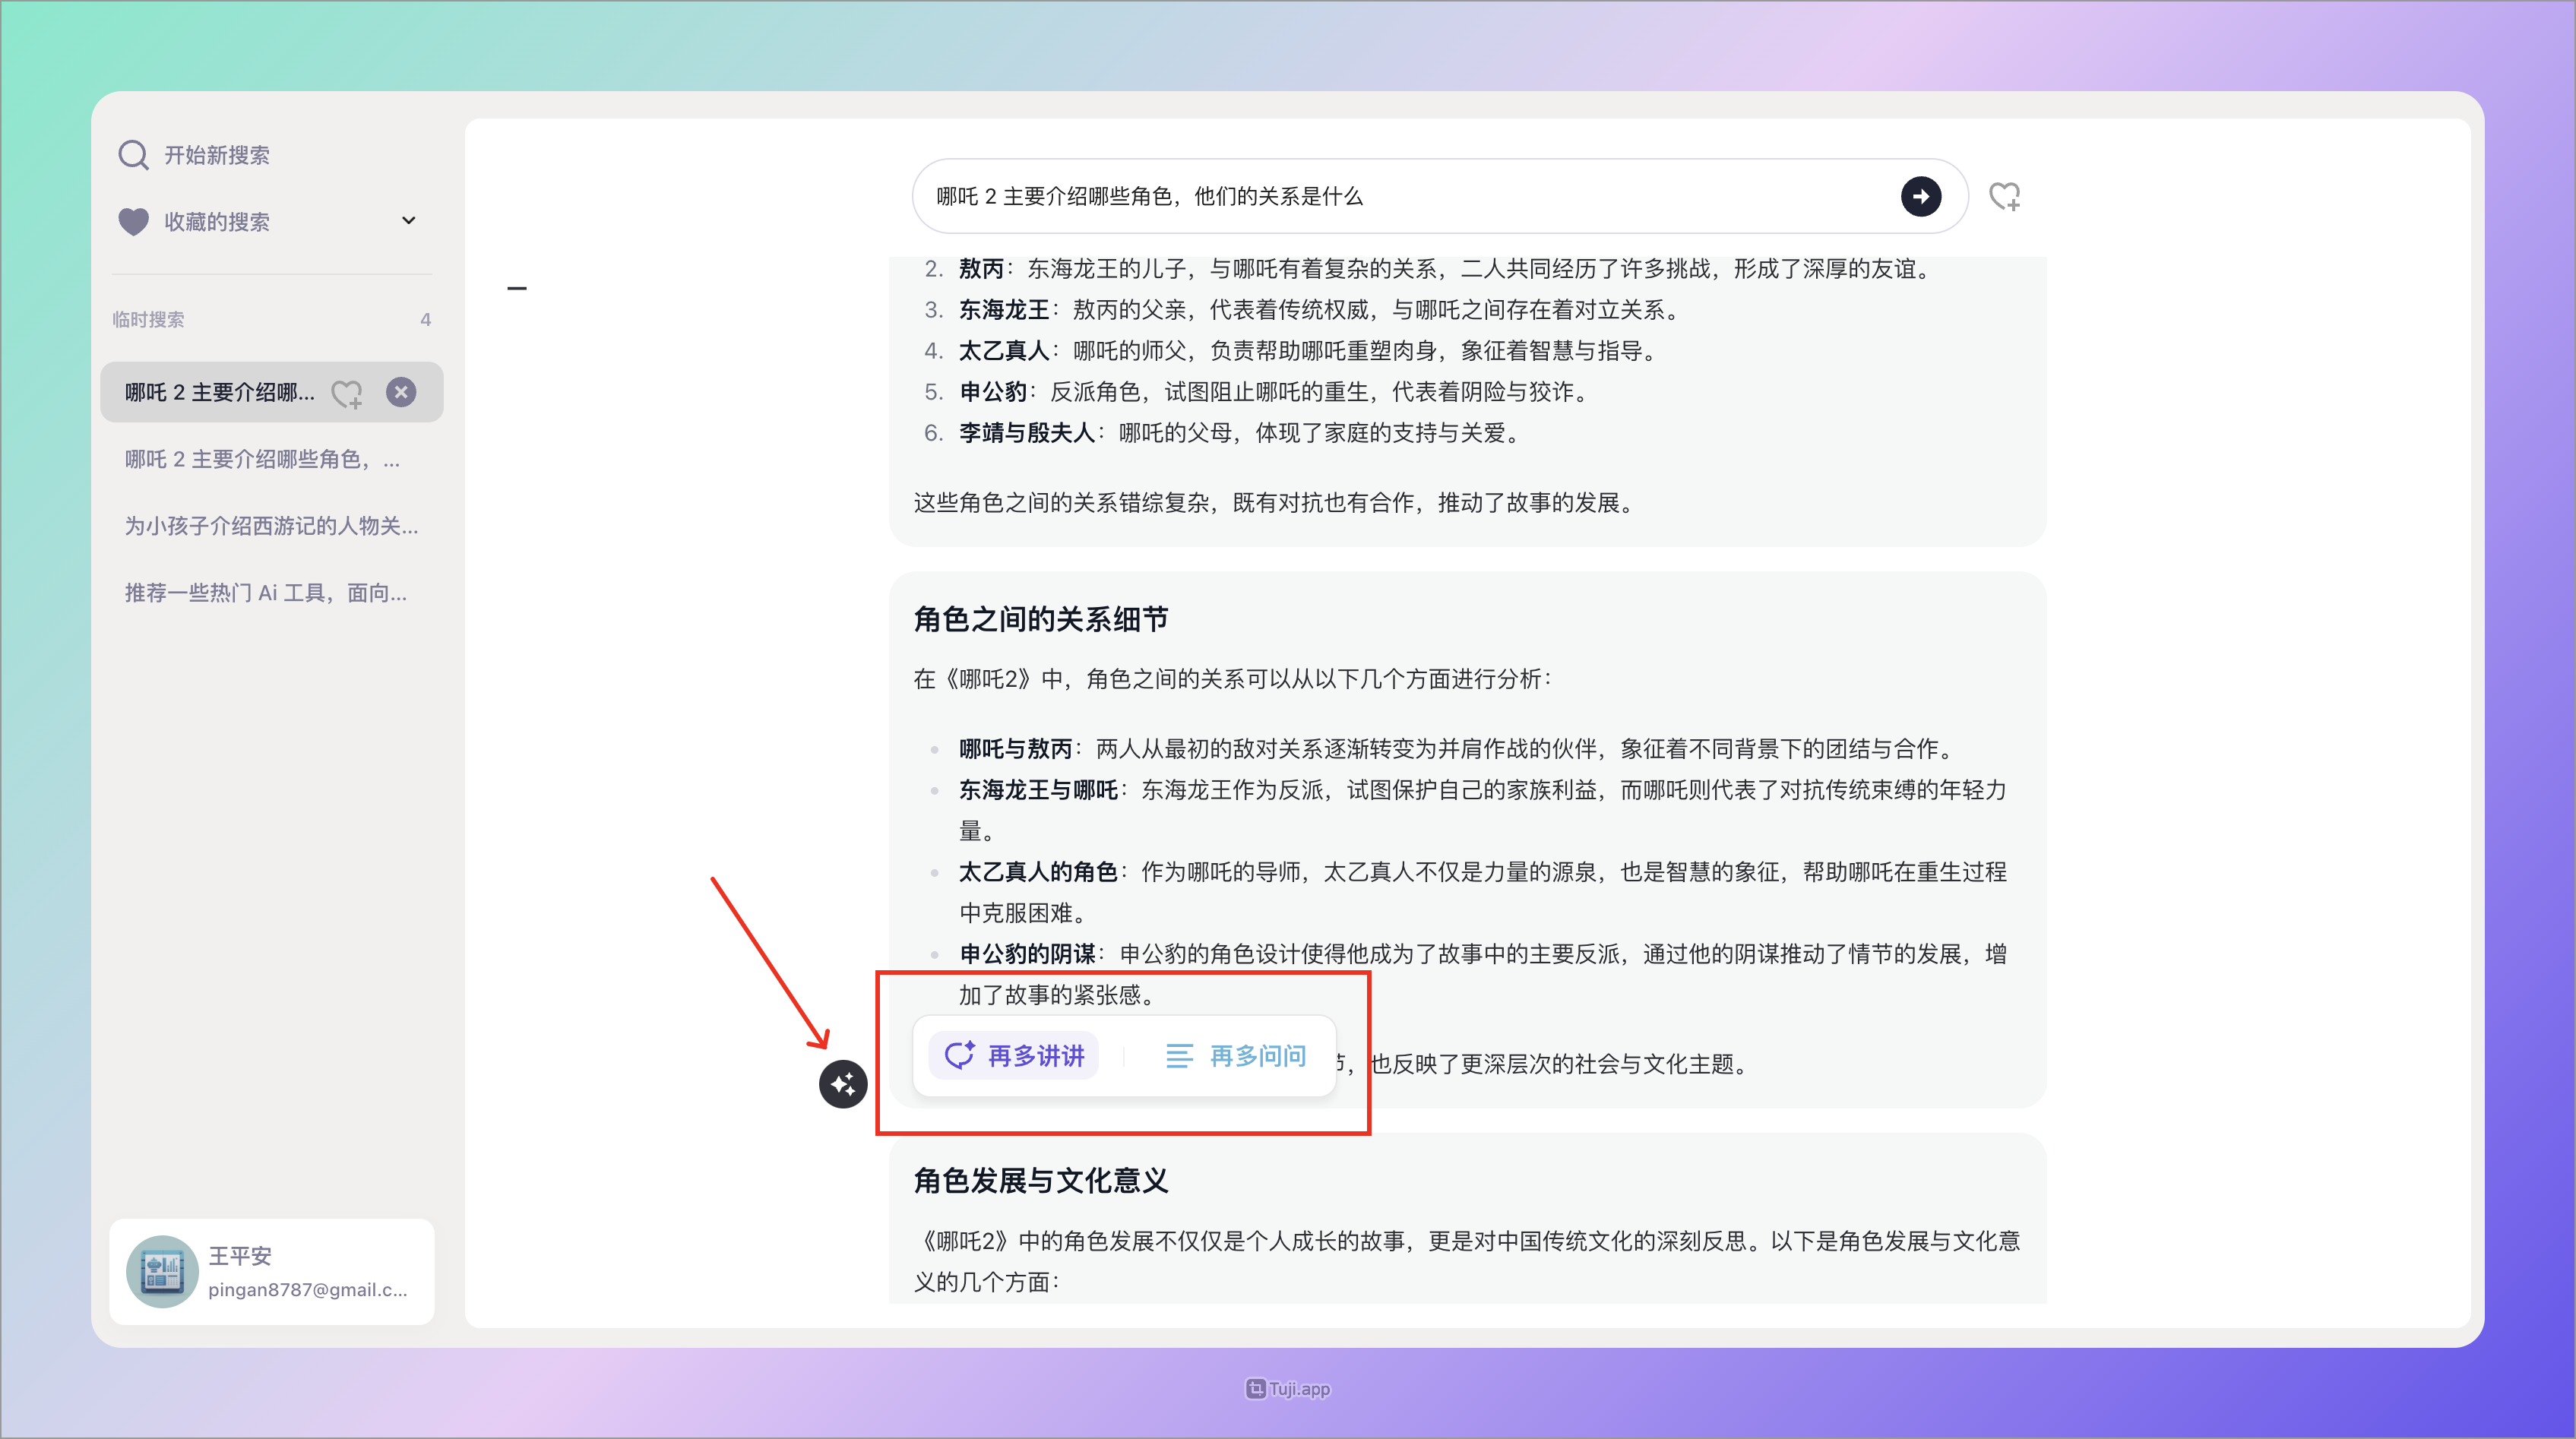 开始新搜索
收藏的搜索
临时搜索 4
哪吒 2 主要介绍哪...
哪吒 2 主要介绍哪些角色，...
为小孩子介绍西游记的人物关...
推荐一些热门 Ai 工具，面向...
王平安
pingan8787@gmail.c...
哪吒 2 主要介绍哪些角色，他们的关系是什么
2. 敖丙：东海龙王的儿子，与哪吒有着复杂的关系，二人共同经历了许多挑战，形成了深厚的友谊。
3. 东海龙王：敖丙的父亲，代表着传统权威，与哪吒之间存在着对立关系。
4. 太乙真人：哪吒的师父，负责帮助哪吒重塑肉身，象征着智慧与指导。
5. 申公豹：反派角色，试图阻止哪吒的重生，代表着阴险与狡诈。
6. 李靖与殷夫人：哪吒的父母，体现了家庭的支持与关爱。
这些角色之间的关系错综复杂，既有对抗也有合作，推动了故事的发展。
角色之间的关系细节
在《哪吒2》中，角色之间的关系可以从以下几个方面进行分析：
哪吒与敖丙：两人从最初的敌对关系逐渐转变为并肩作战的伙伴，象征着不同背景下的团结与合作。
东海龙王与哪吒：东海龙王作为反派，试图保护自己的家族利益，而哪吒则代表了对抗传统束缚的年轻力
量。
太乙真人的角色：作为哪吒的导师，太乙真人不仅是力量的源泉，也是智慧的象征，帮助哪吒在重生过程
中克服困难。
申公豹的阴谋：申公豹的角色设计使得他成为了故事中的主要反派，通过他的阴谋推动了情节的发展，增
加了故事的紧张感。
再多讲讲 再多问问
，也反映了更深层次的社会与文化主题。
角色发展与文化意义
《哪吒2》中的角色发展不仅仅是个人成长的故事，更是对中国传统文化的深刻反思。以下是角色发展与文化意
义的几个方面：
Tuji.app